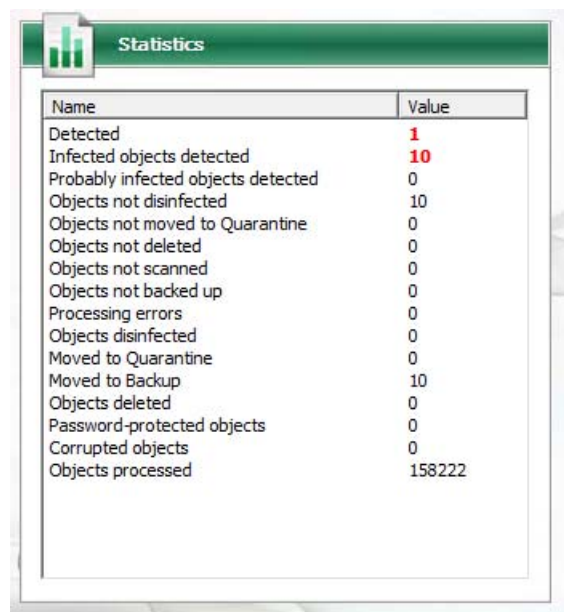 Statistics
Name Value
Detected 1
Infected objects detected 10
Probably infected objects detected 0
Objects not disinfected 10
Objects not moved to Quarantine 0
Objects not deleted 0
Objects not scanned 0
Objects not backed up 0
Processing errors 0
Objects disinfected 0
Moved to Quarantine 0
Moved to Backup 10
Objects deleted 0
Password-protected objects 0
Corrupted objects 0
Objects processed 158222